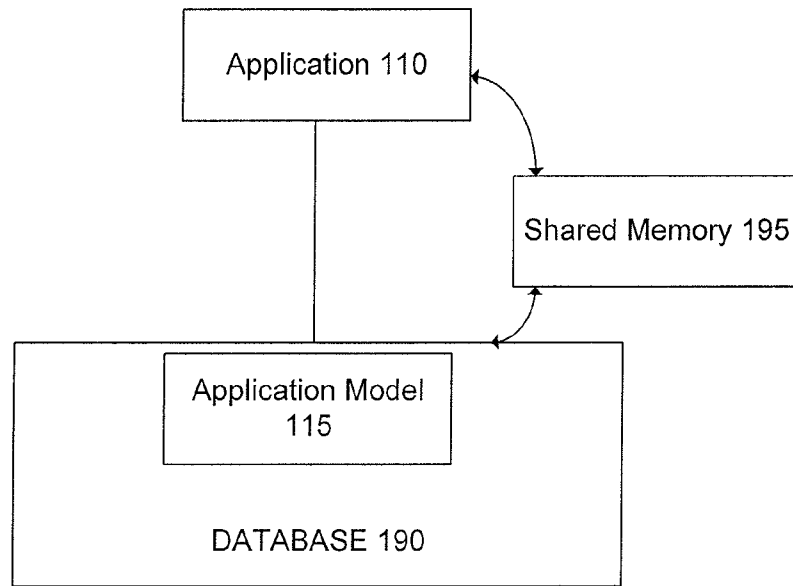 Application 110
Shared Memory 195
Application Model
115
DATABASE 190